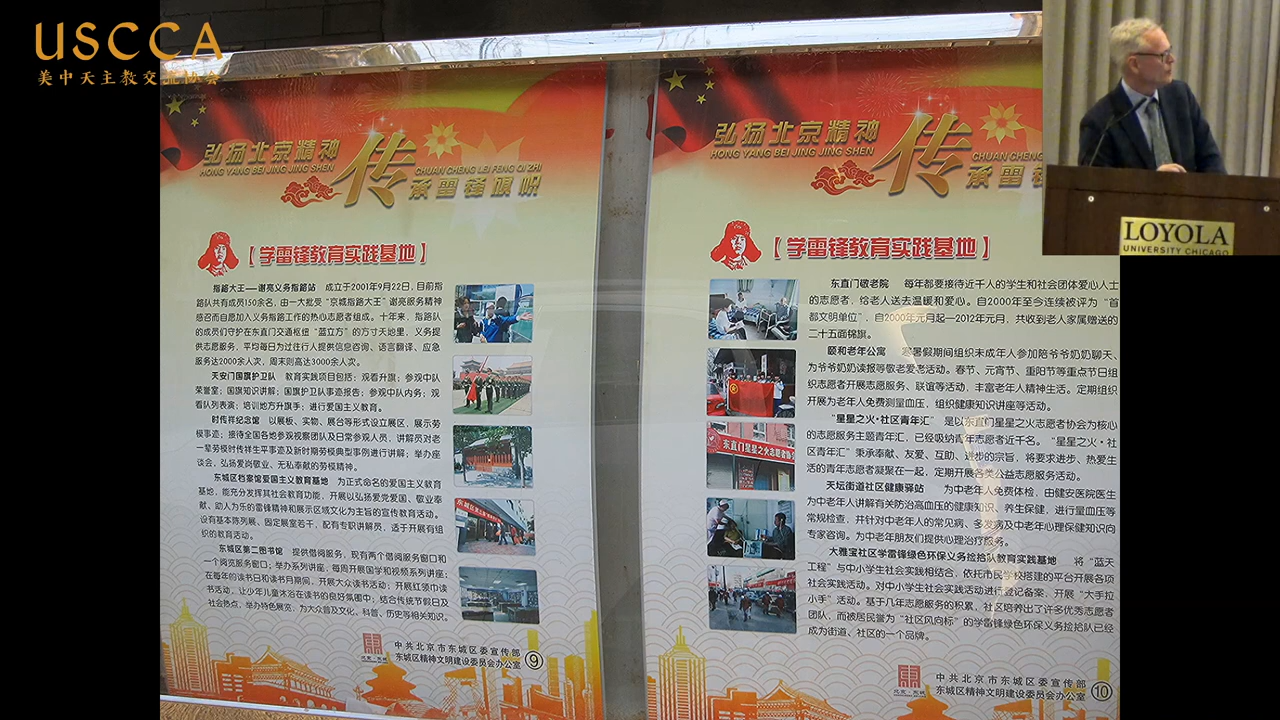 USCCA
美中天主教交流协会
弘扬北京精神
HONG YANG BEI JING JING SHEN
传
CHUAN CHENG LEI FENG QI ZHI
承雷锋旗帜
【学雷锋教育实践基地】
指路大王——谢亮义务指路站 成立于2001年9月22日,目前指
路队共有成员150余名,由一大批受“京城指路大王”谢亮服务精神
感召而自愿加入义务指路工作的热心志愿者组成。十年来,指路队
的成员们守护在东直门交通枢纽“蓝立方”的方寸天地里,义务提
供志愿服务,平均每日为过往行人提供信息咨询、语言翻译、应急
服务达2000余人次,周末则高达3000余人次。
天安门国旗护卫队 教育实践项目包括:观看升旗;参观中队
荣誉室;国旗知识讲解;国旗护卫队事迹报告;参观中队内务;观
看队列表演;培训地方升旗手;进行爱国主义教育。
时传祥纪念馆 以展板、实物、展台等形式设立展区,展示劳
模事迹;接待全国各地参观视察团及日常参观人员,讲解员对老
一辈劳模时传祥生平事迹及新时期劳模典型事例进行讲解;举办座
谈会,弘扬爱岗敬业、无私奉献的劳模精神。
东城区档案馆爱国主义教育基地 为正式命名的爱国主义教育
基地,能充分发挥其社会教育功能,开展以弘扬爱党爱国、敬业奉
献、助人为乐的雷锋精神和展示区域文化为主旨的宣传教育活动。
设有基本陈列展、固定展室若干、配有专职讲解员,适于开展有组
织的教育活动。
东城区第二图书馆 提供借阅服务,现有两个借阅服务窗口和
一个阅览服务窗口;举办系列讲座,每周开展国学和视频系列讲座;
在每年的读书日和读书月期间,开展大众读书活动;开展红领巾读
书活动,让少年儿童沐浴在读书的良好氛围中;结合传统节假日及
社会热点,举办特色展览,为大众普及文化、科普、历史等相关知识。
中共北京市东城区委宣传部
东城区精神文明建设委员会办公室 9
弘扬北京精神
HONG YANG BEI JING JING SHEN
传
CHUAN CHENG
承雷
【学雷锋教育实践基地】
东直门敬老院 每年都要接待近千人的学生和社会团体爱心人士
的志愿者,给老人送去温暖和爱心。自2000年至今连续被评为“首
都文明单位”,自2000年元月起—2012年元月,共收到老人家属赠送的
二十五面锦旗。
颐和老年公寓 寒暑假期间组织未成年人参加陪爷爷奶奶聊天、
为爷爷奶奶读报等敬老爱老活动。春节、元宵节、重阳节等重点节日组
织志愿者开展志愿服务、联谊等活动,丰富老年人精神生活。定期组织
开展为老年人免费测量血压、组织健康知识讲座等活动。
“星星之火·社区青年汇” 是以东直门星星之火志愿者协会为核心
的志愿服务主题青年汇,已经吸纳青年志愿者近千名。“星星之火·社
区青年汇”秉承奉献、友爱、互助、进步的宗旨,将要求进步、热爱生
活的青年志愿者凝聚在一起,定期开展各类公益志愿服务活动。
天坛街道社区健康驿站 为中老年人免费体检,由健安医院医生
为中老年人讲解有关防治高血压的健康知识、养生保健,进行量血压等
常规检查,并针对中老年人的常见病、多发病及中老年心理保健知识向
专家咨询。为中老年朋友们提供心理治疗服务。
大雅宝社区学雷锋绿色环保义务捡拾队教育实践基地 将“蓝天
工程”与中小学生社会实践相结合,依托市民学校搭建的平台开展各项
社会实践活动。对中小学生社会实践活动进行登记备案,开展“大手拉
小手”活动。基于几年志愿服务的积累,社区培养出了许多优秀志愿者
团队,而被居民誉为“社区风向标”的学雷锋绿色环保义务捡拾队已经
成为街道、社区的一个品牌。
东直门星星之火志愿者协会
中共北京市东城区委宣传部
东城区精神文明建设委员会办公室 10
LOYOLA
UNIVERSITY CHICAGO